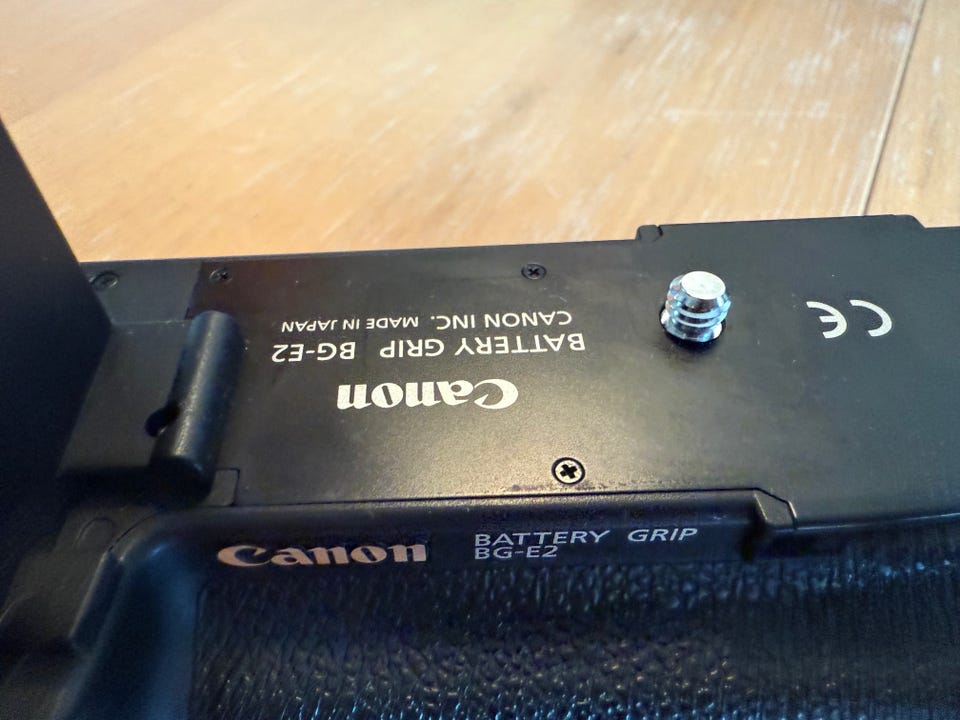 Canon
BATTERY GRIP BG-E2
CANON INC. MADE IN JAPAN
CE
Canon BATTERY GRIP
BG-E2